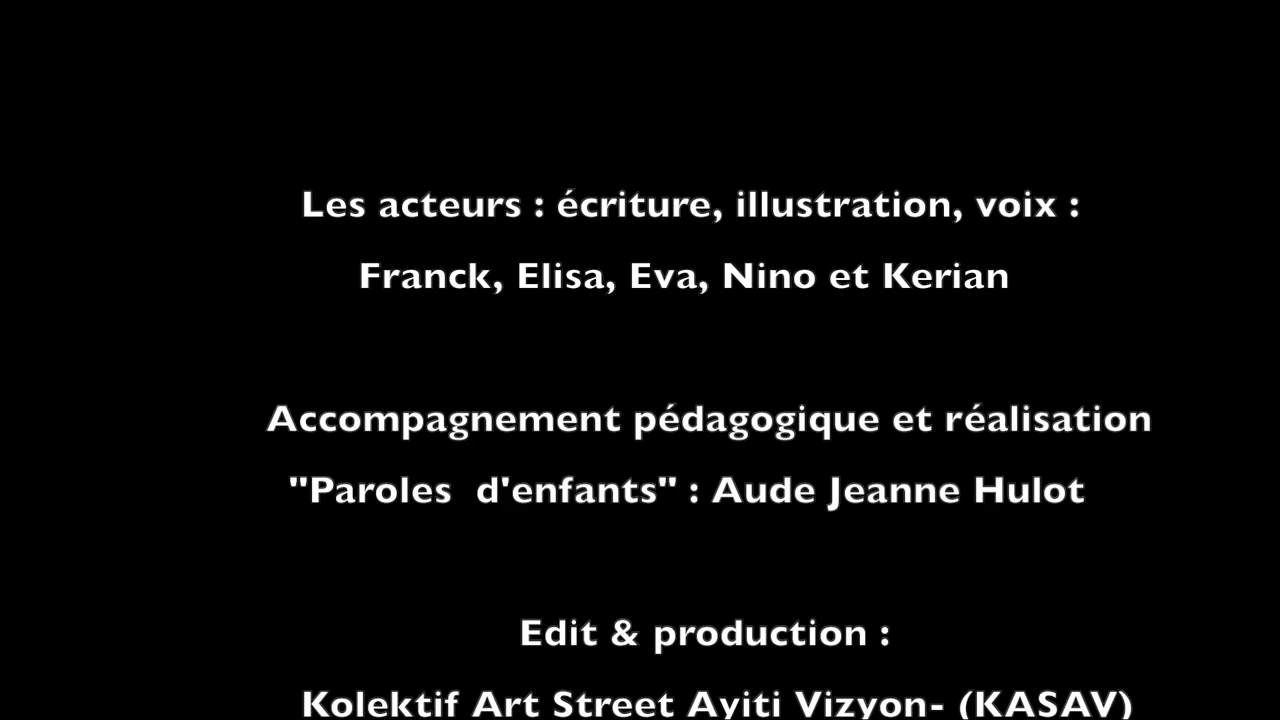 Les acteurs : écriture, illustration, voix :
Franck, Elisa, Eva, Nino et Kerian
Accompagnement pédagogique et réalisation
"Paroles  d'enfants" : Aude Jeanne Hulot
Edit & production :
Kolektif Art Street Ayiti Vizyon- (KASAV)